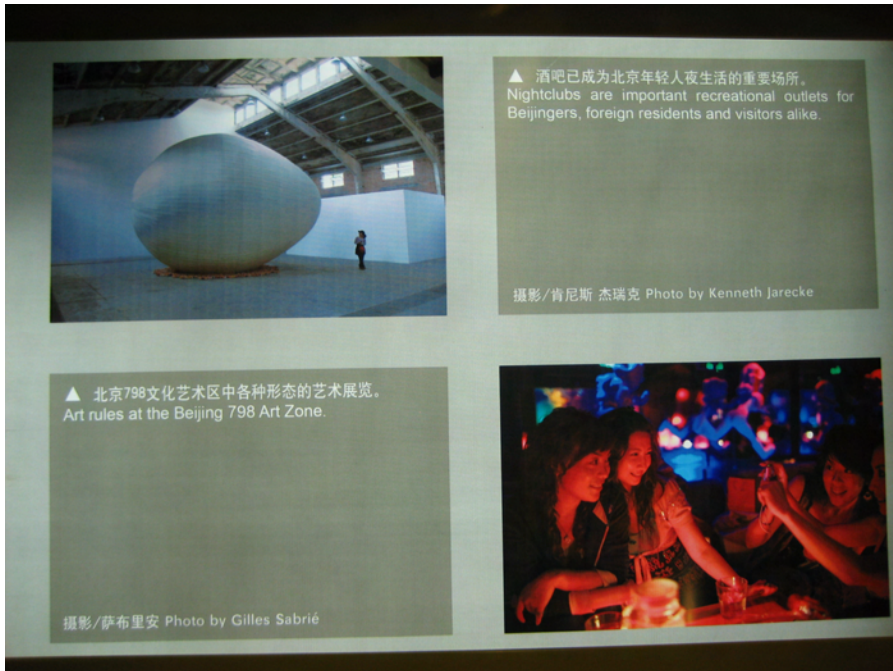 ▲ 酒吧已成为北京年轻人夜生活的重要场所。
Nightclubs are important recreational outlets for
Beijingers, foreign residents and visitors alike.
摄影/肯尼斯 杰瑞克 Photo by Kenneth Jarecke
▲ 北京798文化艺术区中各种形态的艺术展览。
Art rules at the Beijing 798 Art Zone.
摄影/萨布里安 Photo by Gilles Sabrié